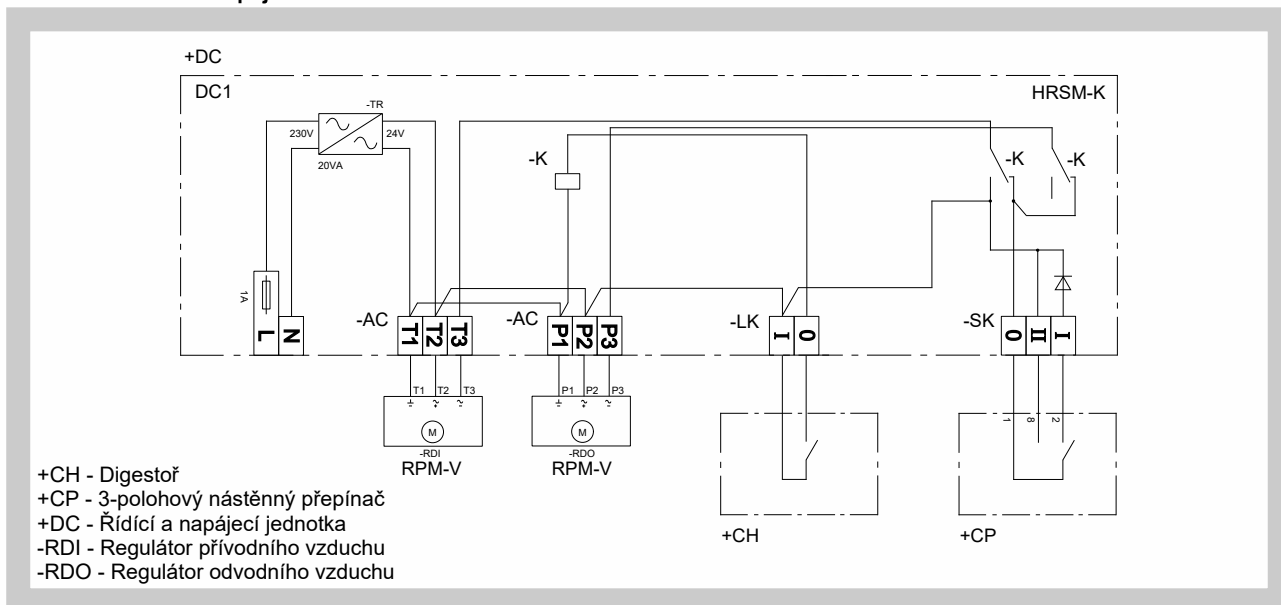 +DC
DC1
HRSM-K
-TR
230V
24V
20VA
-K
-K
-K
1A
L
N
-AC
T1
T2
T3
-AC
P1
P2
P3
-LK
I
0
-SK
0
II
I
T1
T2
T3
P1
P2
P3
1
8
2
M
M
-RDI
-RDO
RPM-V
RPM-V
+CH
+CP
+CH - Digestoř
+CP - 3-polohový nástěnný přepínač
+DC - Řídící a napájecí jednotka
-RDI - Regulátor přívodního vzduchu
-RDO - Regulátor odvodního vzduchu